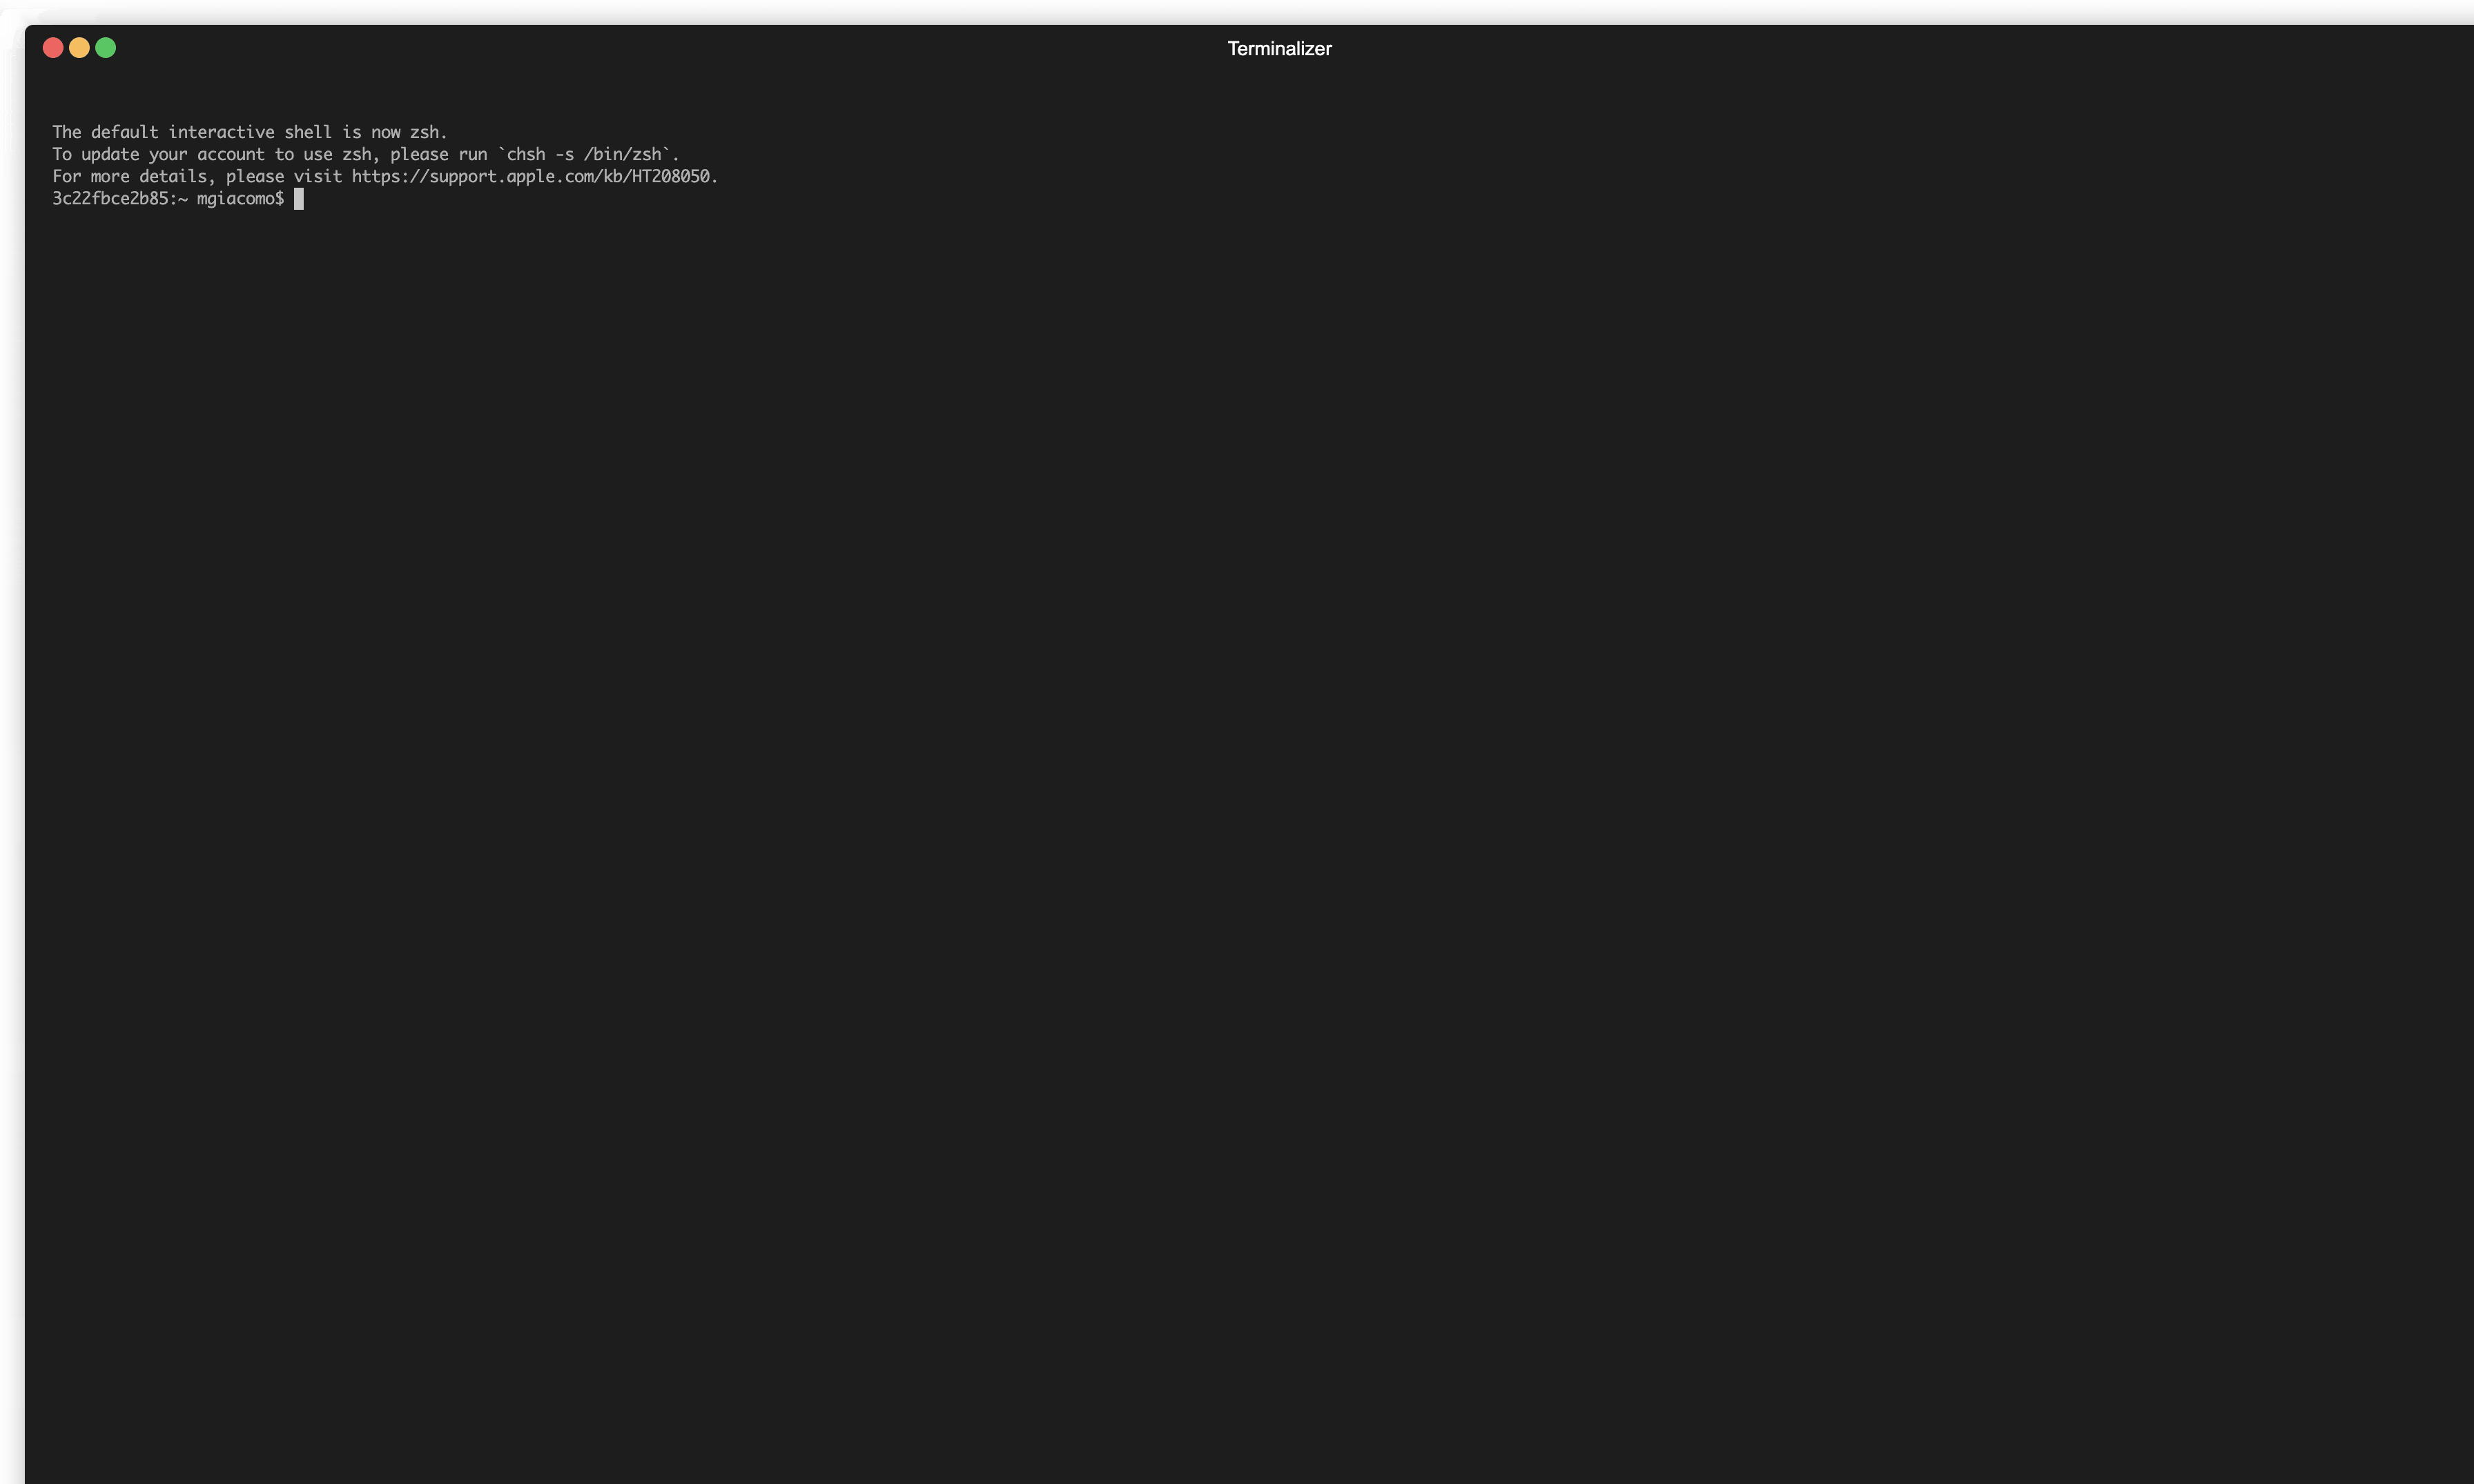 Terminalizer
The default interactive shell is now zsh.
To update your account to use zsh, please run `chsh -s /bin/zsh`.
For more details, please visit https://support.apple.com/kb/HT208050.
3c22fbce2b85:~ mgiacomo$